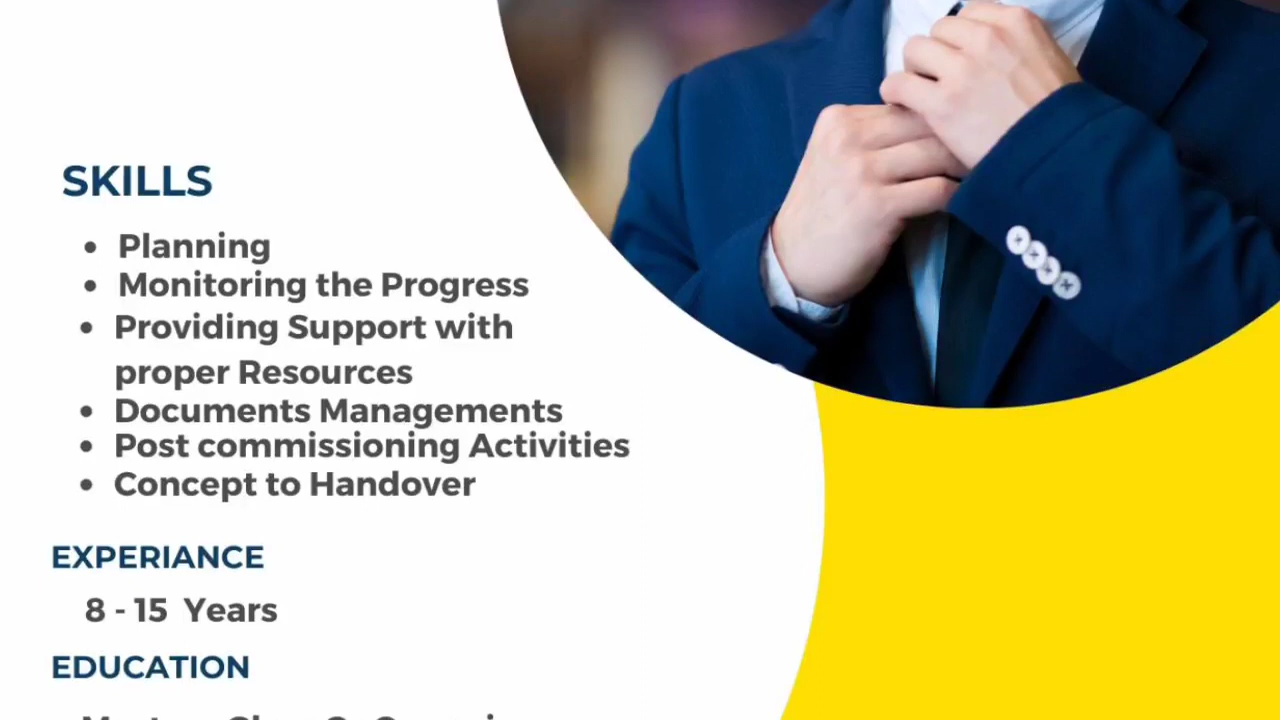 SKILLS
• Planning
• Monitoring the Progress
• Providing Support with
proper Resources
• Documents Managements
• Post commissioning Activities
• Concept to Handover
EXPERIANCE
8 - 15 Years
EDUCATION